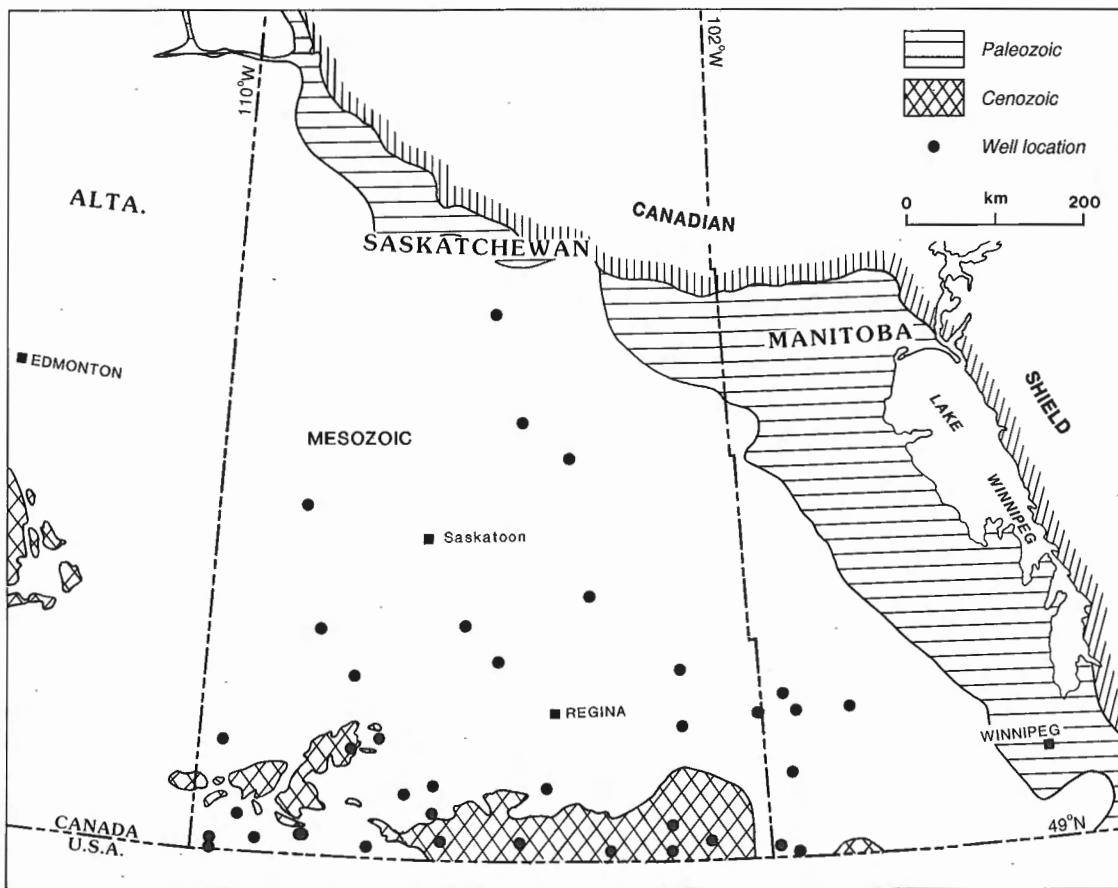 110°W
102°W
Paleozoic
Cenozoic
Well location
0 km 200
ALTA.
CANADIAN
SASKATCHEWAN
MANITOBA
EDMONTON
SHIELD
LAKE
WINNIPEG
MESOZOIC
Saskatoon
REGINA
WINNIPEG
CANADA
U.S.A.
49°N